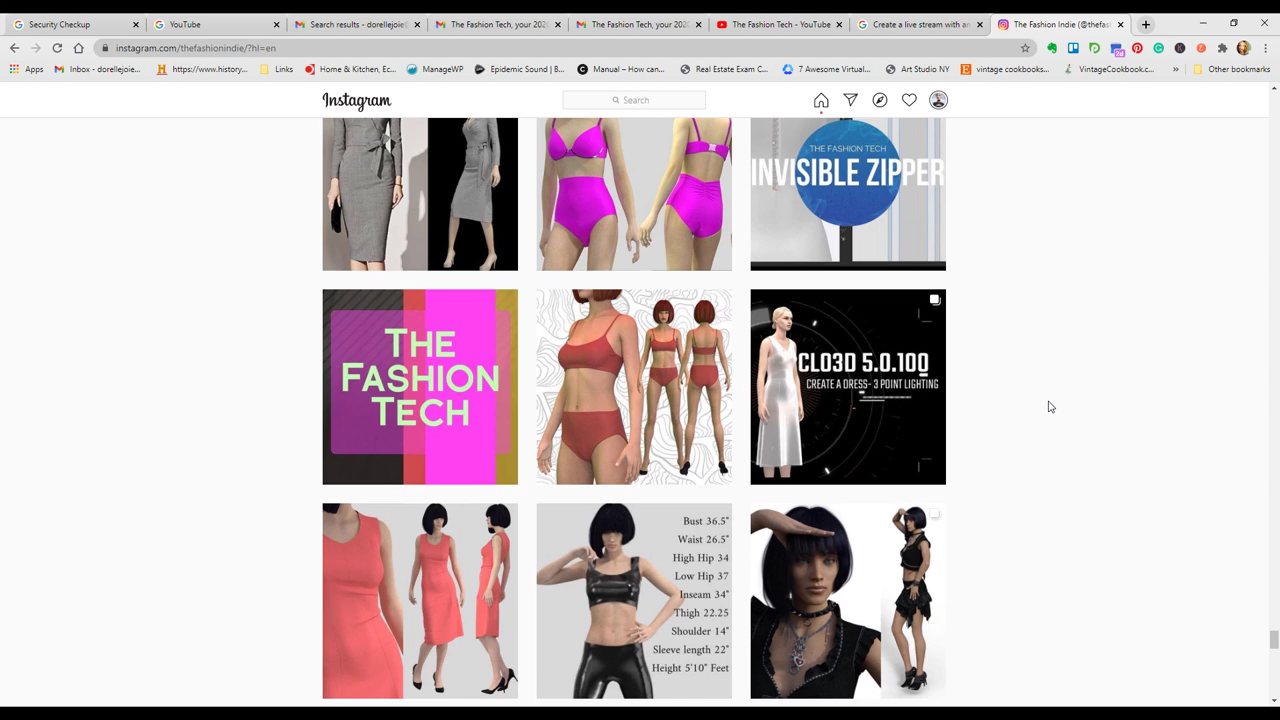 Security Checkup
YouTube
Search results - dorellejoie@
The Fashion Tech, your 202
The Fashion Tech, your 202
The Fashion Tech - YouTube
Create a live stream with an
The Fashion Indie (@thefas
instagram.com/thefashionindie/?hl=en
Apps
Inbox - dorellejoie@...
https://www.history...
Links
Home & Kitchen, Ec...
ManageWP
Epidemic Sound | B...
Manual – How can...
Real Estate Exam C...
7 Awesome Virtual...
Art Studio NY
vintage cookbooks...
VintageCookbook.c...
»
Other bookmarks
Instagram
Search
THE FASHION TECH
INVISIBLE ZIPPER
THE
FASHION
TECH
CLO3D 5.0.100
CREATE A DRESS- 3 POINT LIGHTING
Bust 36.5"
Waist 26.5"
High Hip 34
Low Hip 37
Inseam 34"
Thigh 22.25
Shoulder 14"
Sleeve length 22"
Height 5'10" Feet